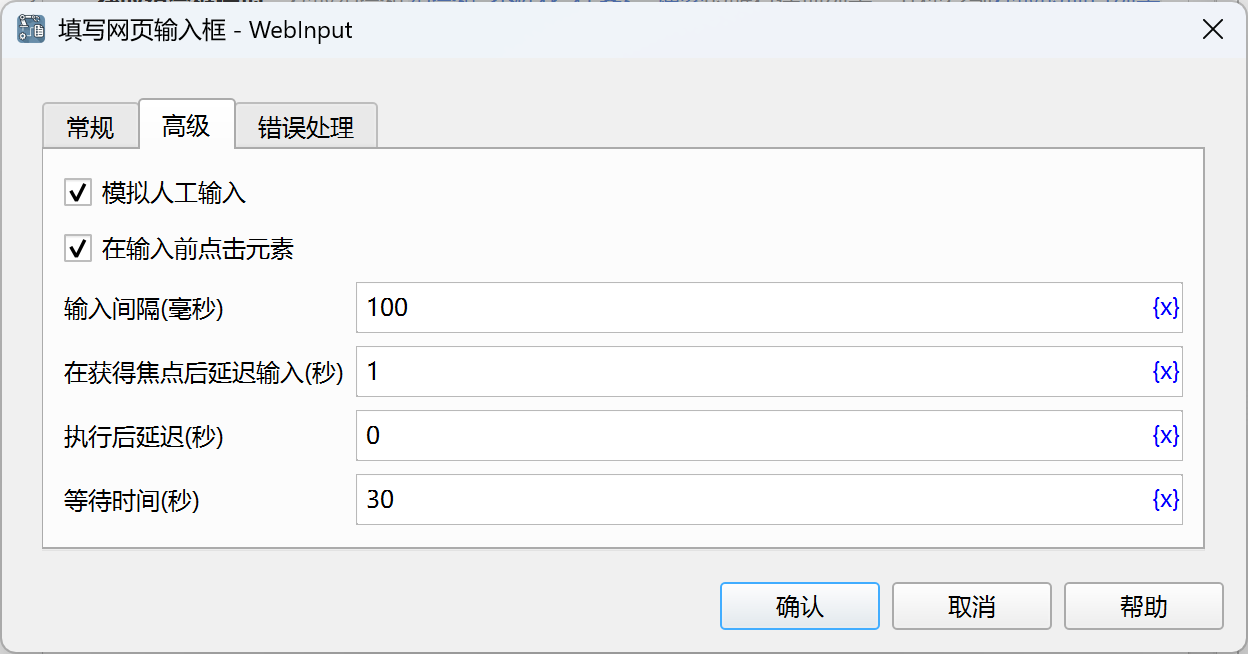 填写网页输入框 - WebInput
常规 高级 错误处理
模拟人工输入
在输入前点击元素
输入间隔(毫秒) 100 {x}
在获得焦点后延迟输入(秒) 1 {x}
执行后延迟(秒) 0 {x}
等待时间(秒) 30 {x}
确认 取消 帮助